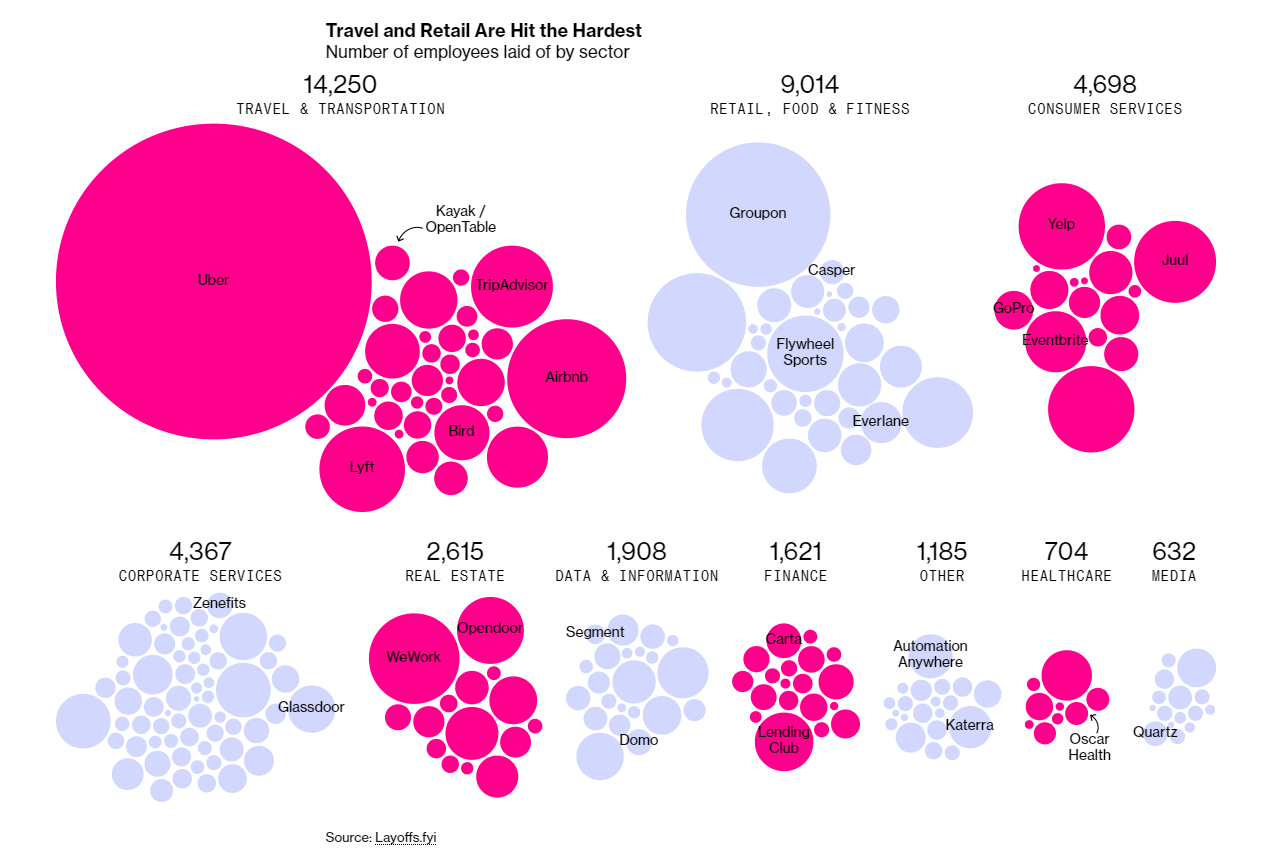 Travel and Retail Are Hit the Hardest
Number of employees laid of by sector
14,250
TRAVEL & TRANSPORTATION
Uber
Kayak /
OpenTable
TripAdvisor
Airbnb
Bird
Lyft
9,014
RETAIL, FOOD & FITNESS
Groupon
Casper
Flywheel
Sports
Everlane
4,698
CONSUMER SERVICES
Yelp
Juul
GoPro
Eventbrite
4,367
CORPORATE SERVICES
Zenefits
Glassdoor
2,615
REAL ESTATE
Opendoor
WeWork
1,908
DATA & INFORMATION
Segment
Domo
1,621
FINANCE
Carta
Lending
Club
1,185
OTHER
Automation
Anywhere
Katerra
704
HEALTHCARE
Oscar
Health
632
MEDIA
Quartz
Source: Layoffs.fyi